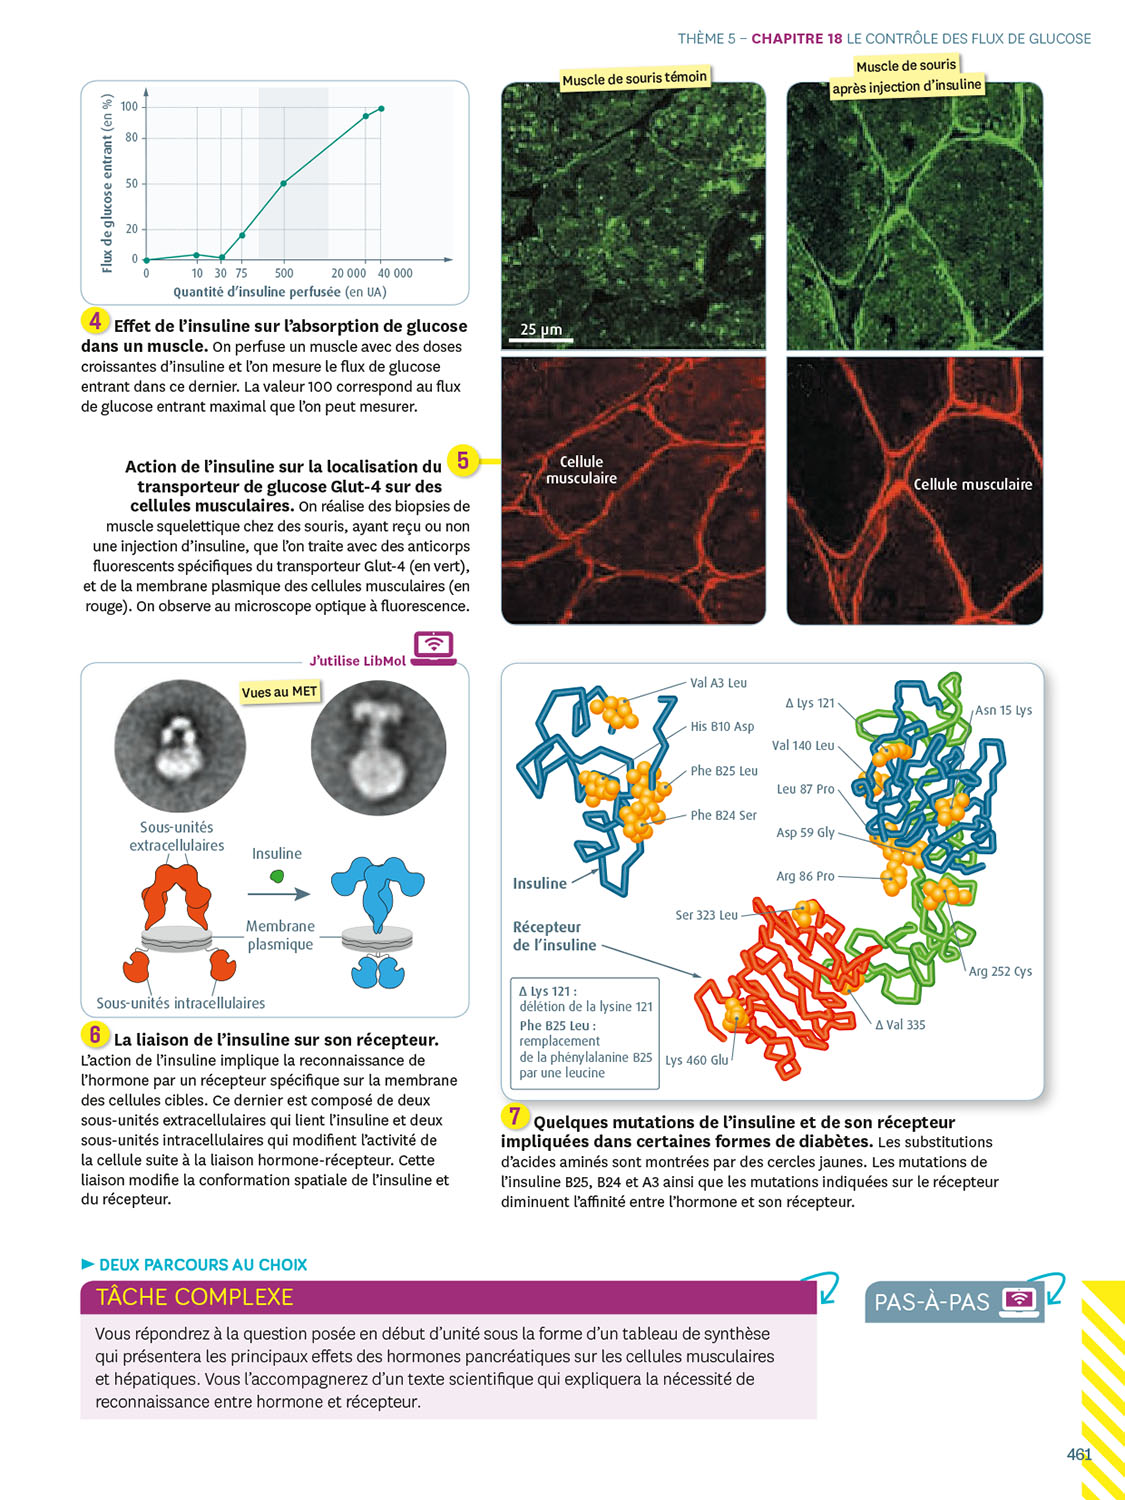 THÈME 5 – CHAPITRE 18 LE CONTRÔLE DES FLUX DE GLUCOSE
Flux de glucose entrant (en %)
100
80
50
20
0
0 10 30 75 500 20 000 40 000
Quantité d'insuline perfusée (en UA)
4 Effet de l'insuline sur l'absorption de glucose
dans un muscle. On perfuse un muscle avec des doses
croissantes d'insuline et l'on mesure le flux de glucose
entrant dans ce dernier. La valeur 100 correspond au flux
de glucose entrant maximal que l'on peut mesurer.
Muscle de souris témoin
Muscle de souris
après injection d'insuline
25 µm
Cellule
musculaire
Cellule musculaire
5
Action de l'insuline sur la localisation du
transporteur de glucose Glut-4 sur des
cellules musculaires. On réalise des biopsies de
muscle squelettique chez des souris, ayant reçu ou non
une injection d'insuline, que l'on traite avec des anticorps
fluorescents spécifiques du transporteur Glut-4 (en vert),
et de la membrane plasmique des cellules musculaires (en
rouge). On observe au microscope optique à fluorescence.
J'utilise LibMol
Vues au MET
Sous-unités
extracellulaires
Insuline
Membrane
plasmique
Sous-unités intracellulaires
6 La liaison de l'insuline sur son récepteur.
L'action de l'insuline implique la reconnaissance de
l'hormone par un récepteur spécifique sur la membrane
des cellules cibles. Ce dernier est composé de deux
sous-unités extracellulaires qui lient l'insuline et deux
sous-unités intracellulaires qui modifient l'activité de
la cellule suite à la liaison hormone-récepteur. Cette
liaison modifie la conformation spatiale de l'insuline et
du récepteur.
Val A3 Leu
His B10 Asp
Phe B25 Leu
Phe B24 Ser
Insuline
Récepteur
de l'insuline
Δ Lys 121
Val 140 Leu
Leu 87 Pro
Asp 59 Gly
Arg 86 Pro
Ser 323 Leu
Asn 15 Lys
Arg 252 Cys
Δ Val 335
Lys 460 Glu
Δ Lys 121 :
délétion de la lysine 121
Phe B25 Leu :
remplacement
de la phénylalanine B25
par une leucine
7 Quelques mutations de l'insuline et de son récepteur
impliquées dans certaines formes de diabètes. Les substitutions
d'acides aminés sont montrées par des cercles jaunes. Les mutations de
l'insuline B25, B24 et A3 ainsi que les mutations indiquées sur le récepteur
diminuent l'affinité entre l'hormone et son récepteur.
► DEUX PARCOURS AU CHOIX
TÂCHE COMPLEXE
Vous répondrez à la question posée en début d'unité sous la forme d'un tableau de synthèse
qui présentera les principaux effets des hormones pancréatiques sur les cellules musculaires
et hépatiques. Vous l'accompagnerez d'un texte scientifique qui expliquera la nécessité de
reconnaissance entre hormone et récepteur.
PAS-À-PAS
461